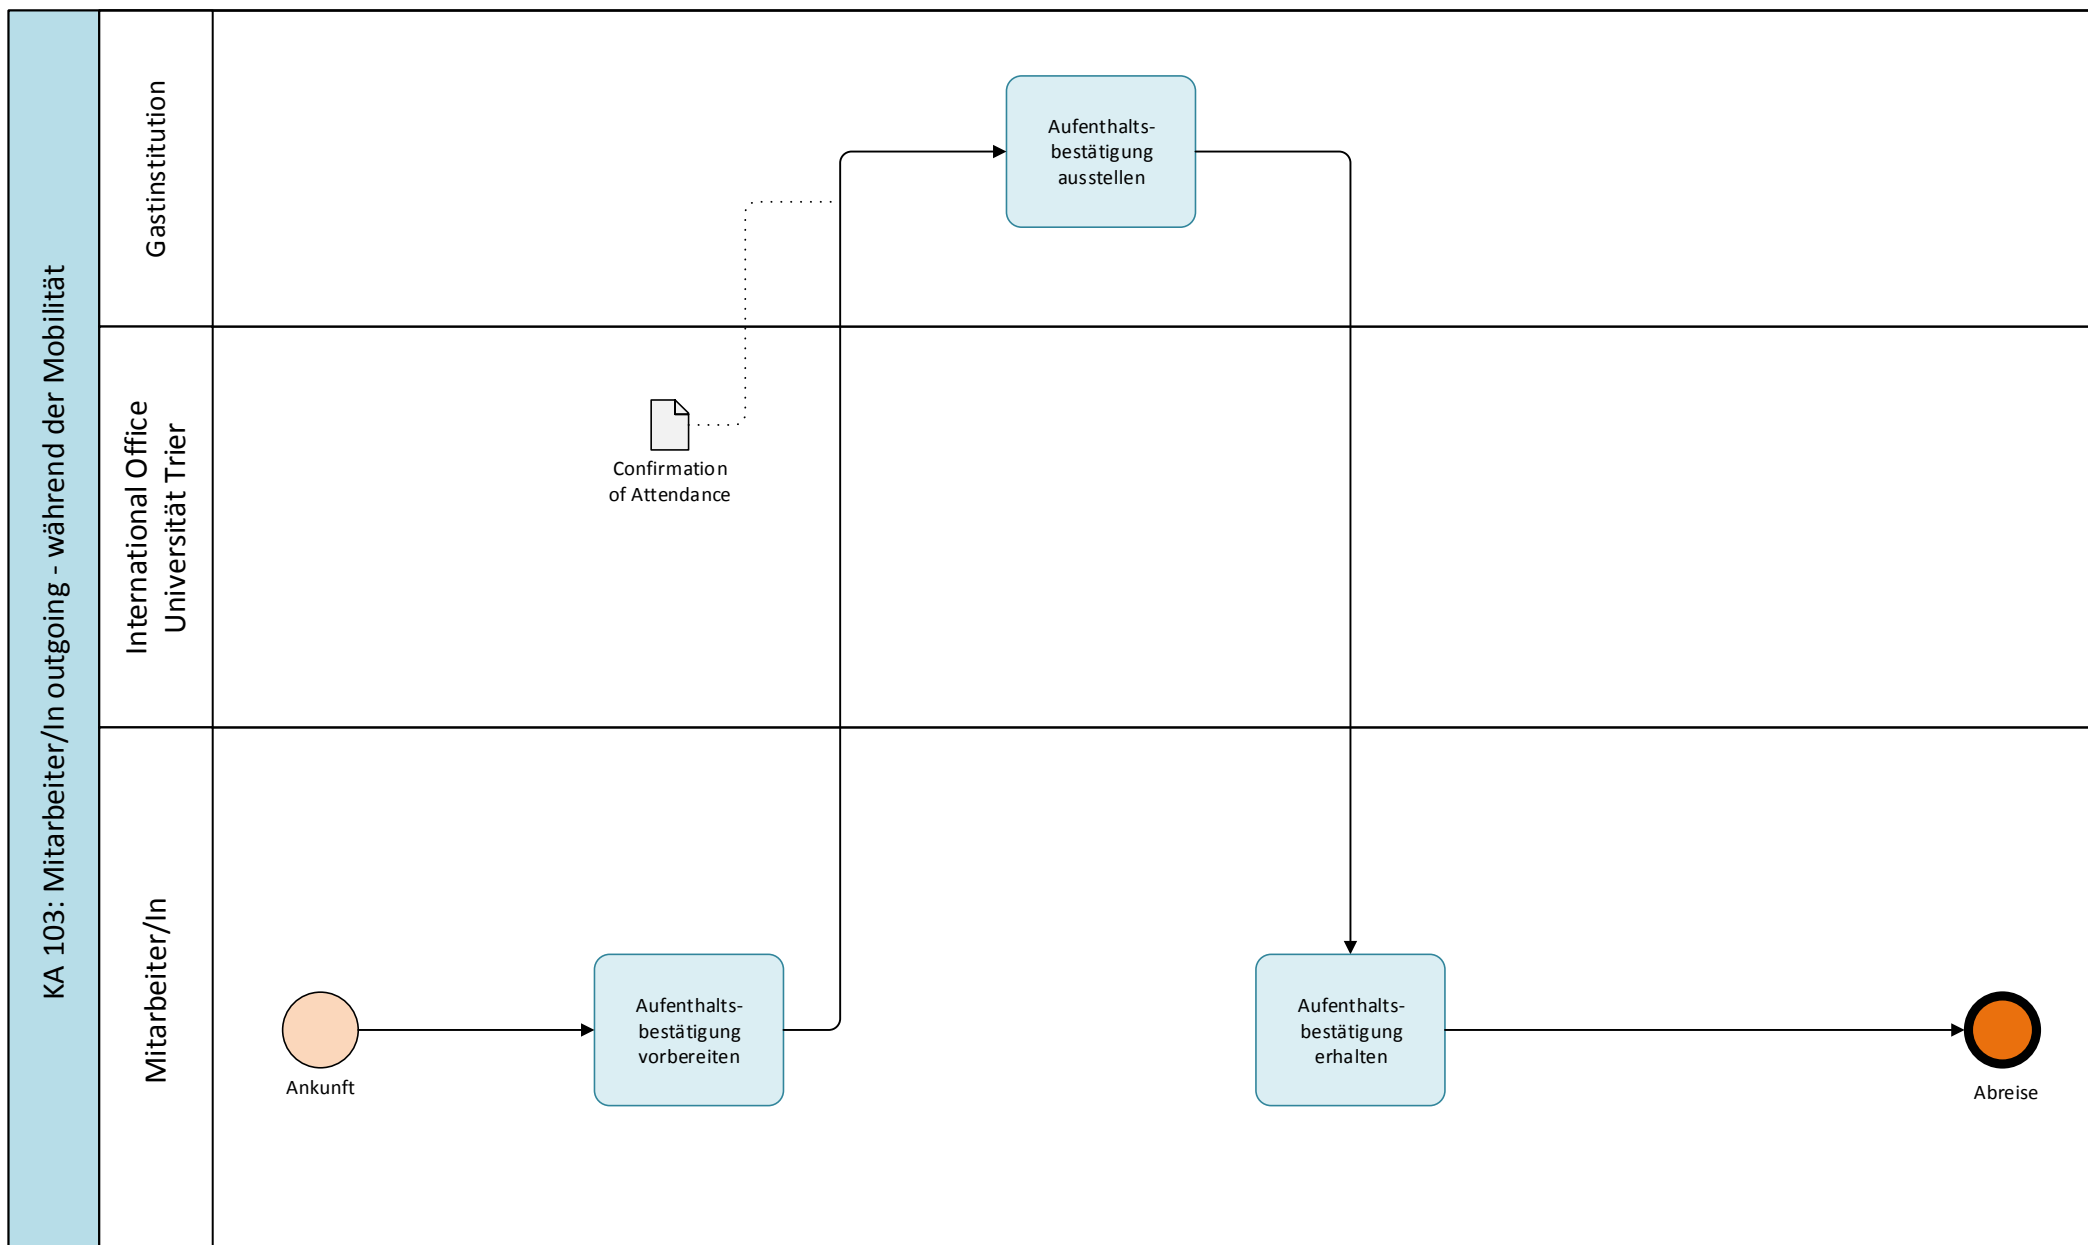 KA 103: Mitarbeiter/In outgoing - während der Mobilität
Gastinstitution
Aufenthalts-
bestätigung
ausstellen
International Office
Universität Trier
Confirmation
of Attendance
Mitarbeiter/In
Ankunft
Aufenthalts-
bestätigung
vorbereiten
Aufenthalts-
bestätigung
erhalten
Abreise